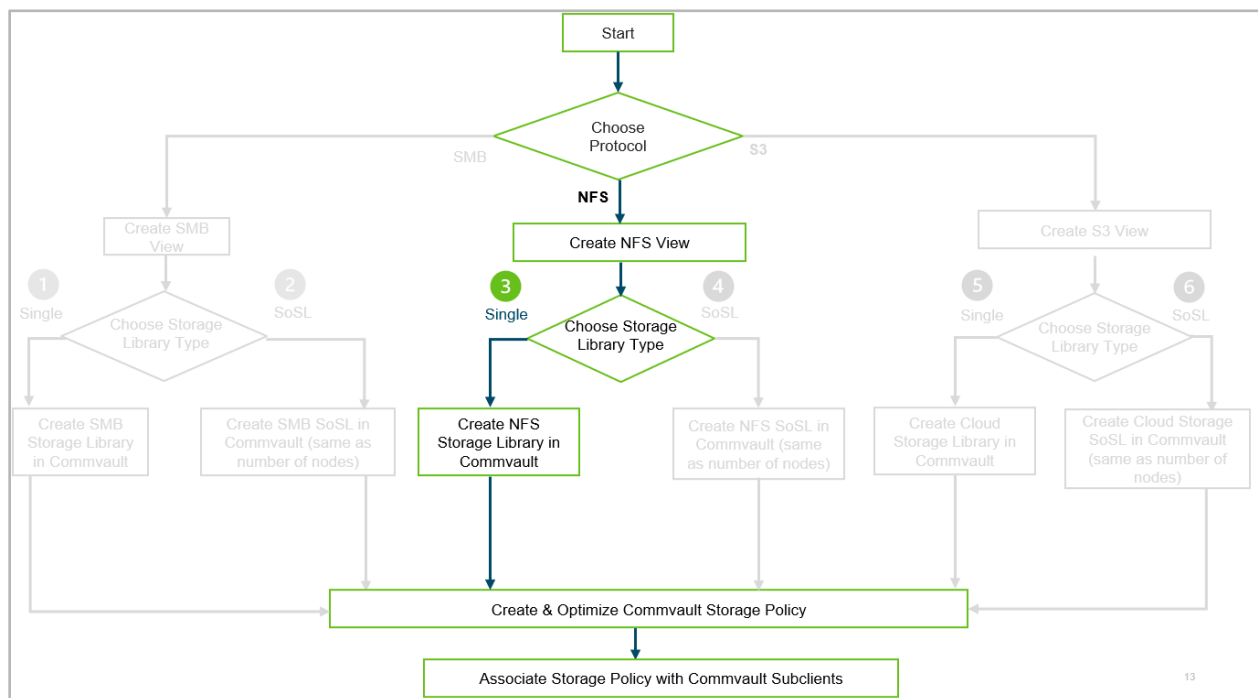 Start
Choose
Protocol
SMB
S3
NFS
Create SMB
View
Create NFS View
Create S3 View
1
Single
2
SoSL
Choose Storage
Library Type
3
Single
4
SoSL
Choose Storage
Library Type
5
Single
6
SoSL
Choose Storage
Library Type
Create SMB
Storage Library
in Commvault
Create SMB SoSL in
Commvault (same as
number of nodes)
Create NFS
Storage Library in
Commvault
Create NFS SoSL in
Commvault (same
as number of nodes)
Create Cloud
Storage Library in
Commvault
Create Cloud Storage
SoSL in Commvault
(same as number of
nodes)
Create & Optimize Commvault Storage Policy
Associate Storage Policy with Commvault Subclients
13